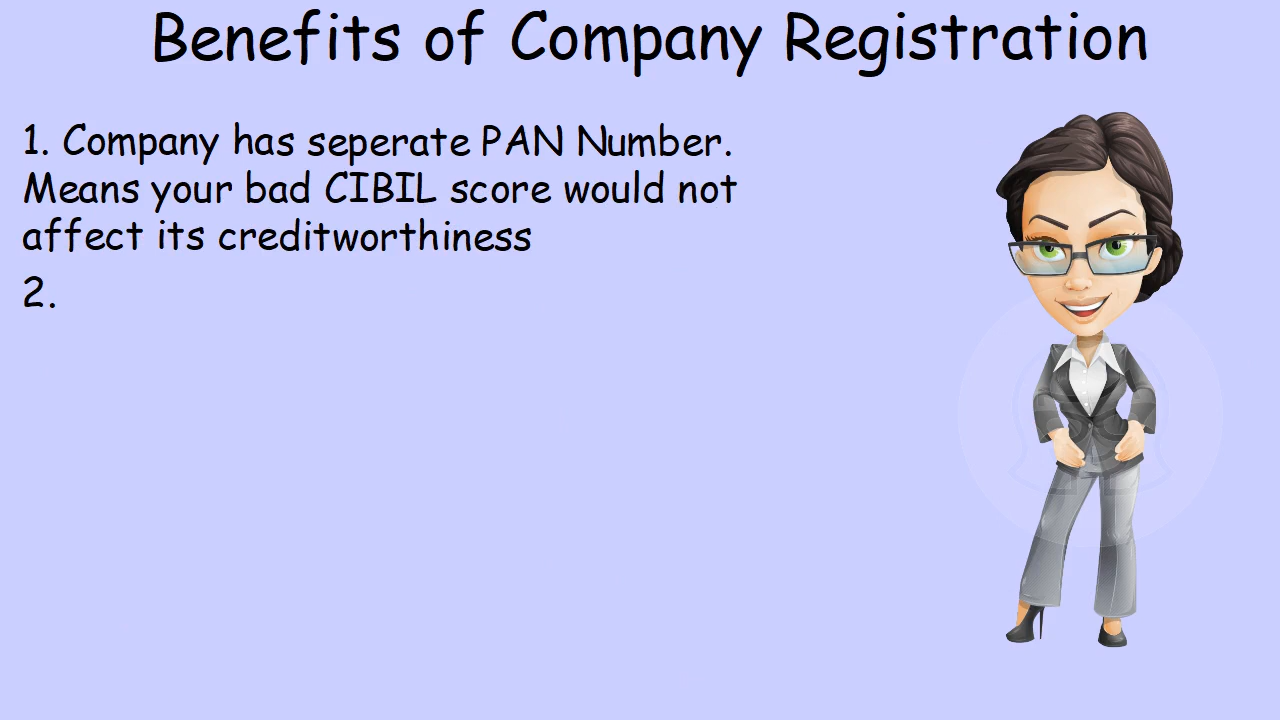 Benefits of Company Registration
1. Company has seperate PAN Number.
Means your bad CIBIL score would not
affect its creditworthiness
2.